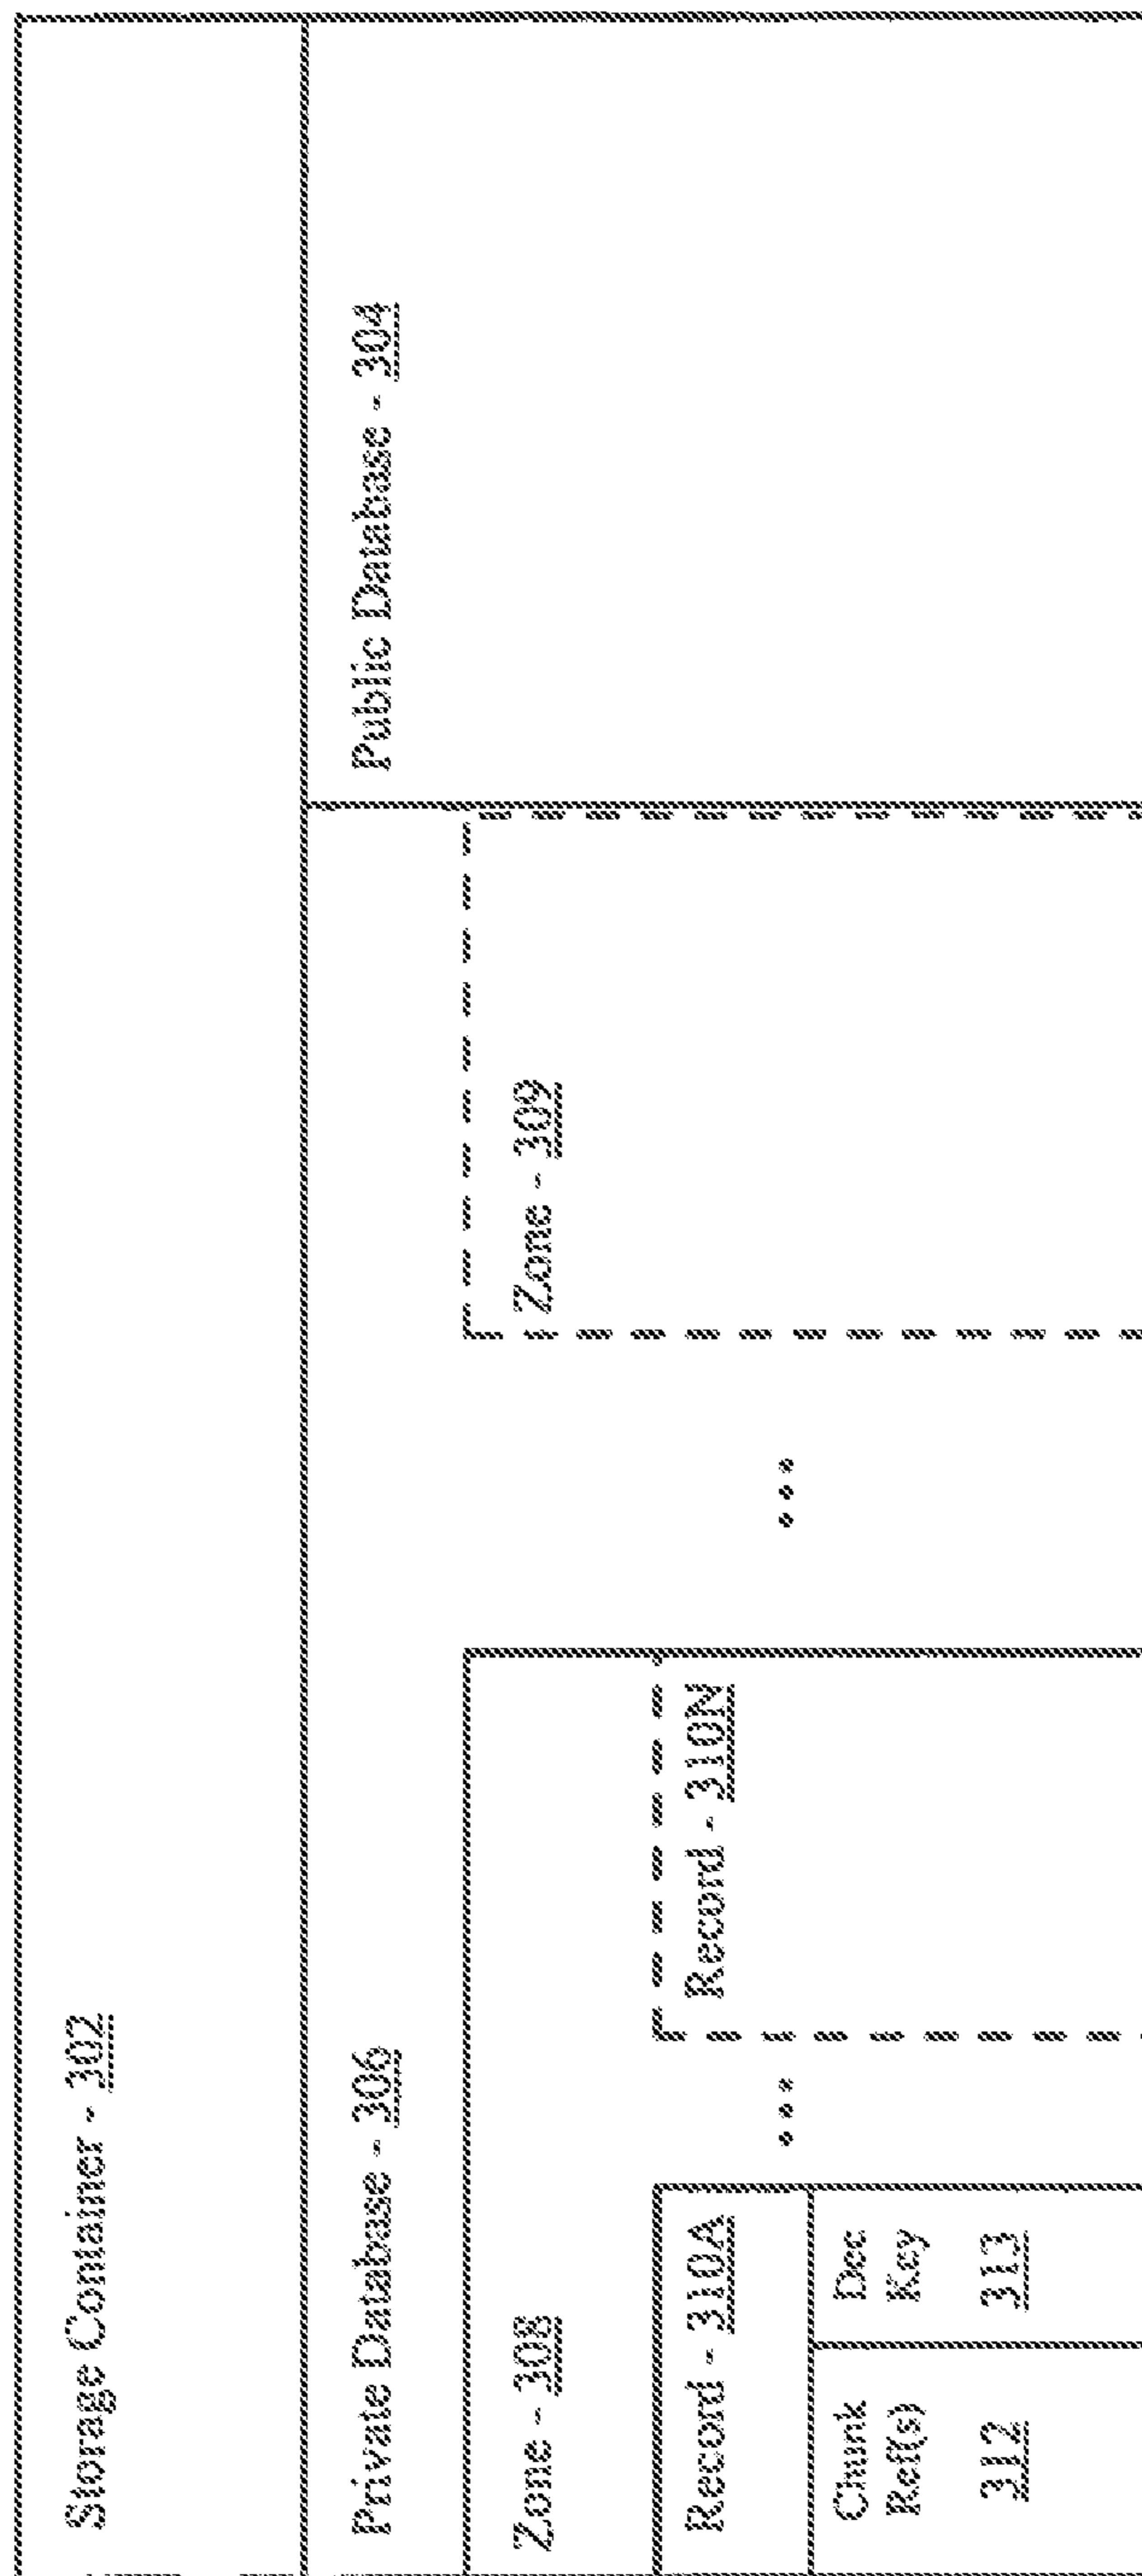 Storage Container - 302
Private Database - 306
Public Database - 304
Zone - 308
Zone - 309
Record - 310A
...
Record - 310N
...
Chunk
Ref(s)
312
Dec
Key
313